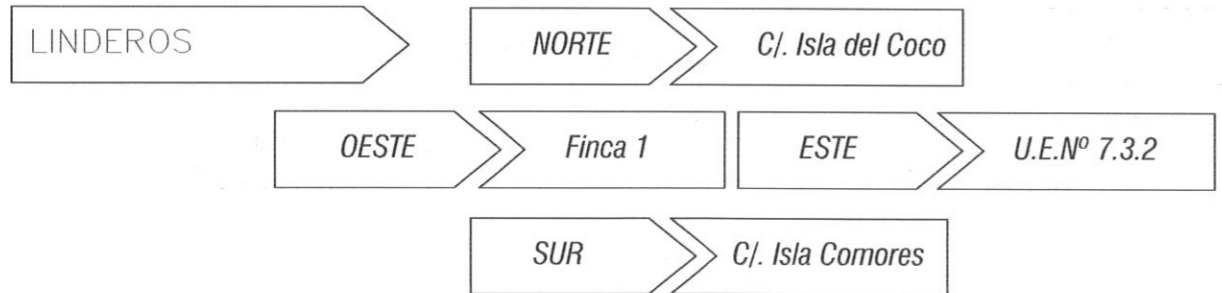 LINDEROS NORTE C/. Isla del Coco
OESTE Finca 1 ESTE U.E.Nº 7.3.2
SUR C/. Isla Comores